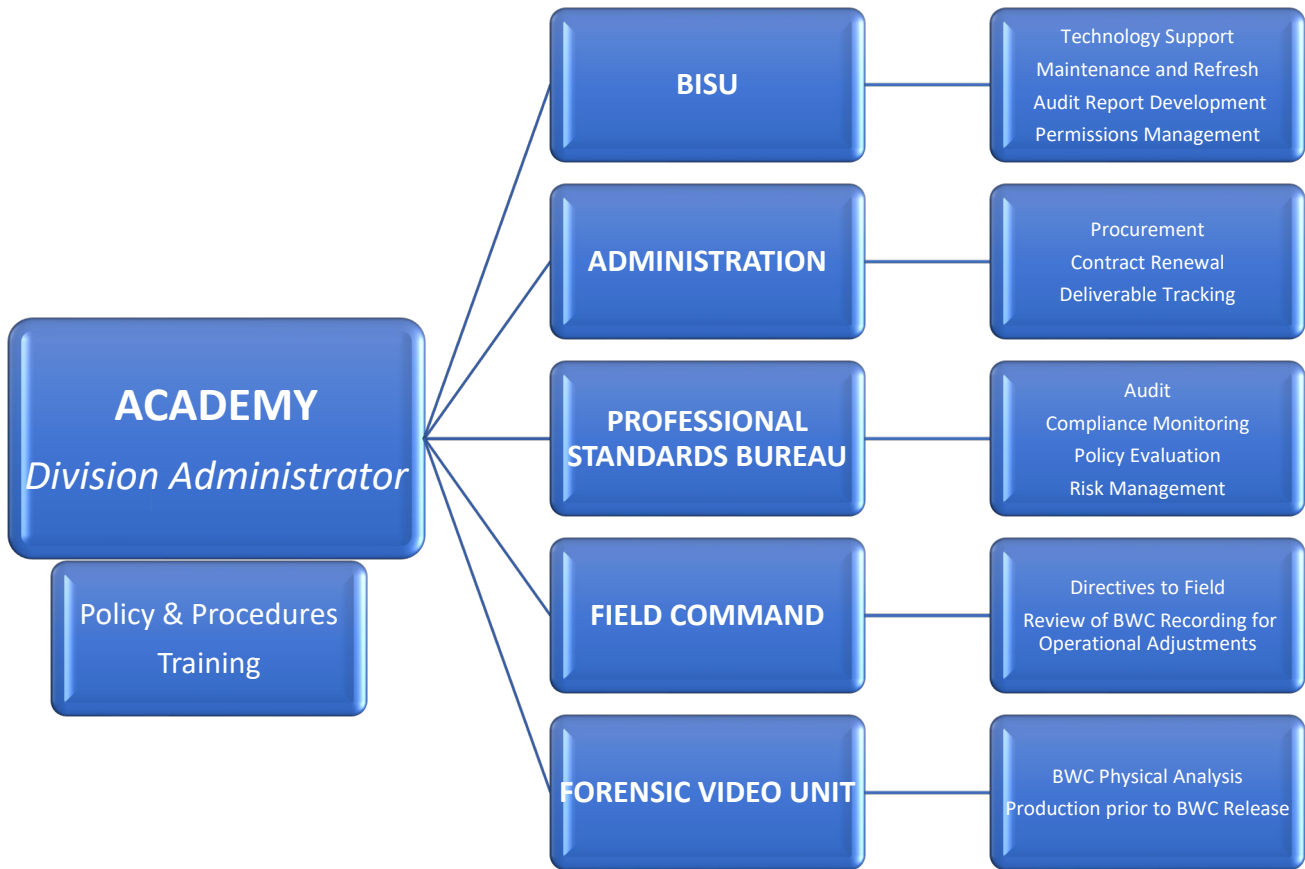 ACADEMY
Division Administrator
Policy & Procedures
Training
BISU
Technology Support
Maintenance and Refresh
Audit Report Development
Permissions Management
ADMINISTRATION
Procurement
Contract Renewal
Deliverable Tracking
PROFESSIONAL
STANDARDS BUREAU
Audit
Compliance Monitoring
Policy Evaluation
Risk Management
FIELD COMMAND
Directives to Field
Review of BWC Recording for
Operational Adjustments
FORENSIC VIDEO UNIT
BWC Physical Analysis
Production prior to BWC Release